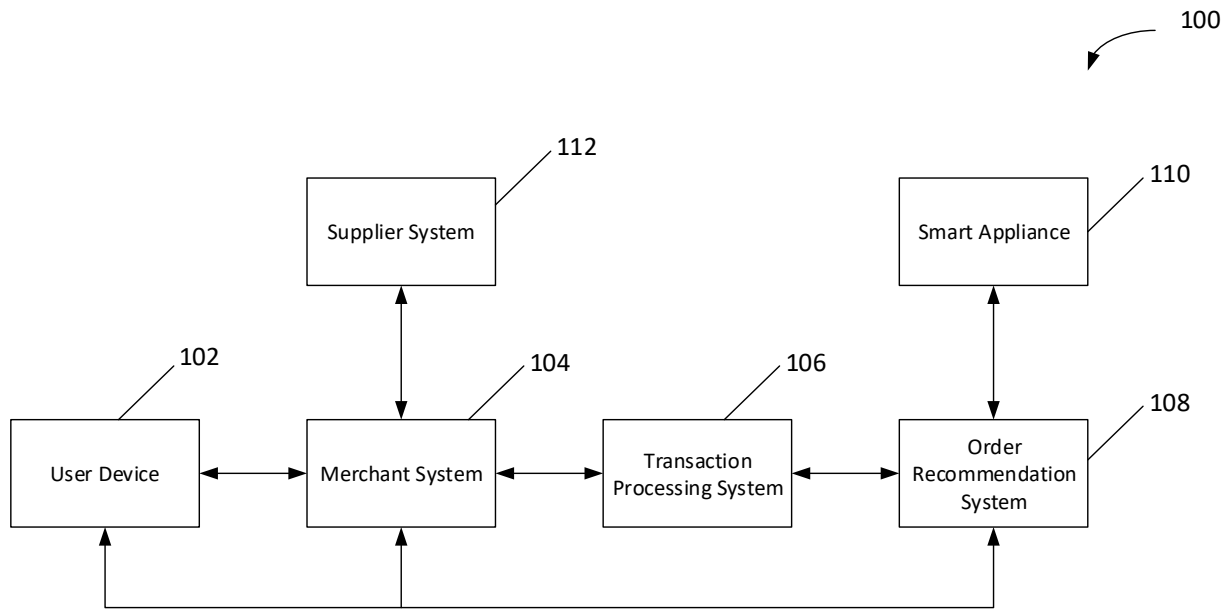 100
112
110
Supplier System
Smart Appliance
102
104
106
108
User Device
Merchant System
Transaction
Processing System
Order
Recommendation
System